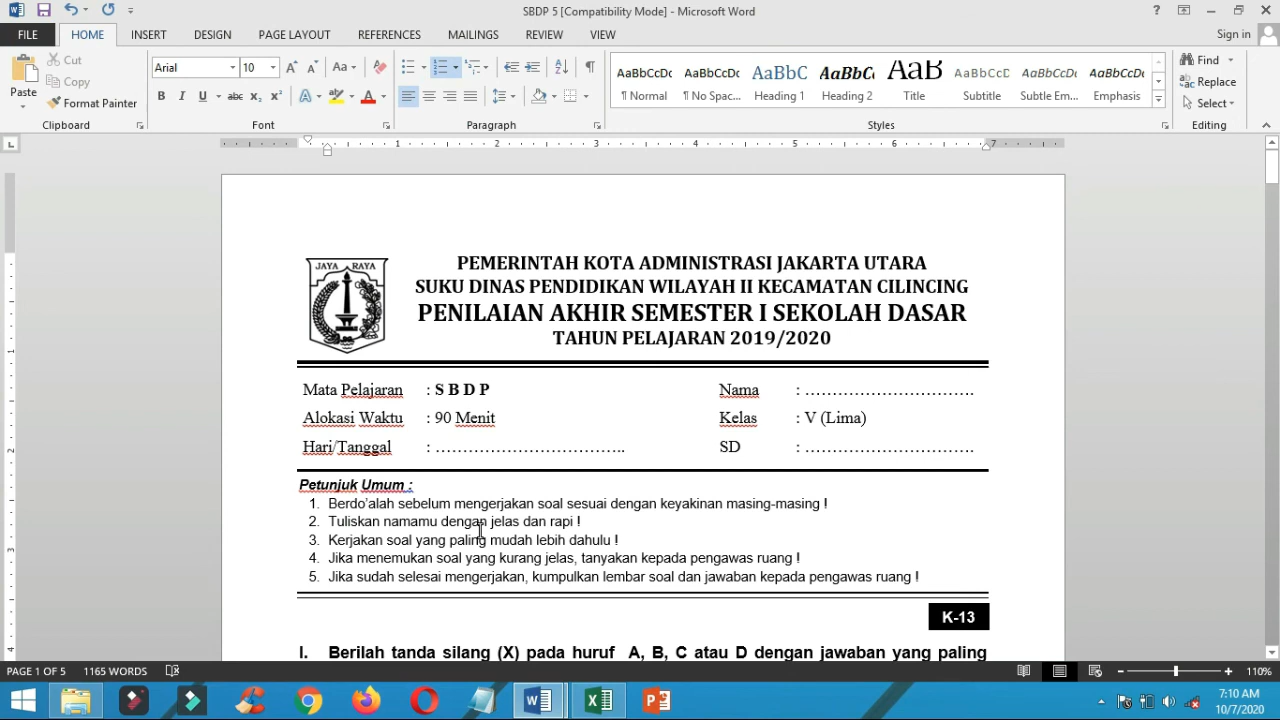 SBDP 5 [Compatibility Mode] - Microsoft Word
FILE HOME INSERT DESIGN PAGE LAYOUT REFERENCES MAILINGS REVIEW VIEW Sign in
Cut
Copy
Format Painter
Paste
Clipboard
Arial 10
Font
Paragraph
AaBbCcDc AaBbCcDc AaBbC AaBbCc AaB AaBbCcD AaBbCcDc AaBbCcDc
¶ Normal ¶ No Spac... Heading 1 Heading 2 Title Subtitle Subtle Em... Emphasis
Styles
Find
Replace
Select
Editing
1 2 3 4 5 6 7
JAYA RAYA
PEMERINTAH KOTA ADMINISTRASI JAKARTA UTARA
SUKU DINAS PENDIDIKAN WILAYAH II KECAMATAN CILINCING
PENILAIAN AKHIR SEMESTER I SEKOLAH DASAR
TAHUN PELAJARAN 2019/2020
Mata Pelajaran : S B D P Nama : ………………………….
Alokasi Waktu : 90 Menit Kelas : V (Lima)
Hari/Tanggal : …………………………….. SD : ………………………….
Petunjuk Umum :
1. Berdo’alah sebelum mengerjakan soal sesuai dengan keyakinan masing-masing !
2. Tuliskan namamu dengan jelas dan rapi !
3. Kerjakan soal yang paling mudah lebih dahulu !
4. Jika menemukan soal yang kurang jelas, tanyakan kepada pengawas ruang !
5. Jika sudah selesai mengerjakan, kumpulkan lembar soal dan jawaban kepada pengawas ruang !
K-13
I. Berilah tanda silang (X) pada huruf A, B, C atau D dengan jawaban yang paling
PAGE 1 OF 5 1165 WORDS 110%
7:10 AM
10/7/2020